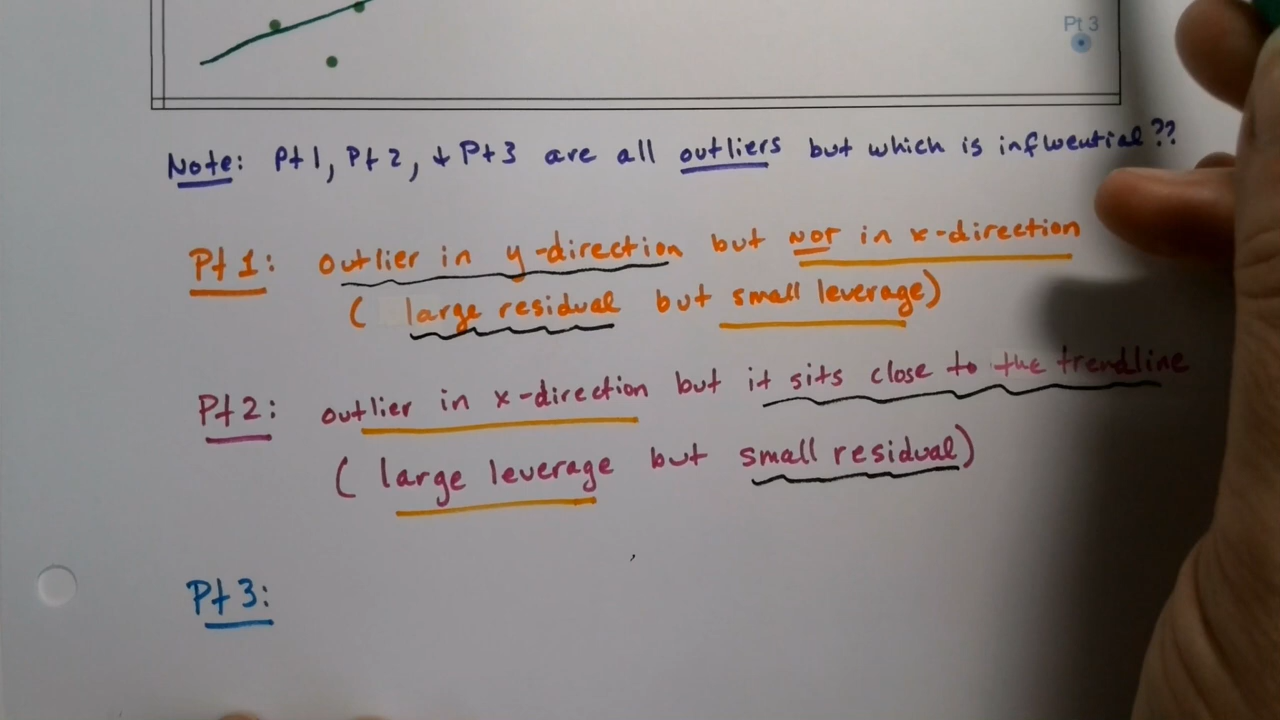 Pt 3
Note: Pt 1, Pt 2, + Pt 3 are all outliers but which is influential??
Pt 1: outlier in y-direction but NOT in x-direction
( large residual but small leverage)
Pt 2: outlier in x-direction but it sits close to the trendline
( large leverage but small residual)
Pt 3: